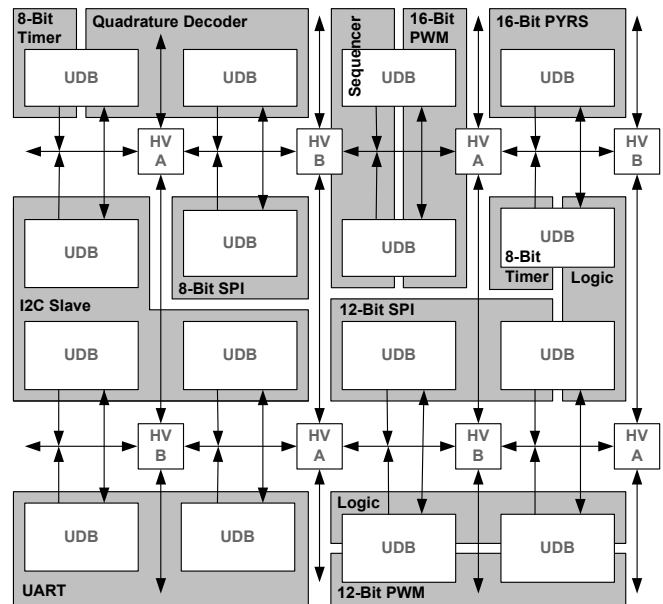 8-Bit
Timer
Quadrature Decoder
Sequencer
16-Bit
PWM
16-Bit PYRS
UDB
UDB
UDB
UDB
HV
A
HV
B
HV
A
HV
B
UDB
UDB
UDB
UDB
8-Bit
Timer
8-Bit SPI
Logic
I2C Slave
12-Bit SPI
UDB
UDB
UDB
UDB
HV
B
HV
A
HV
B
HV
A
Logic
UDB
UDB
UDB
UDB
UART
12-Bit PWM